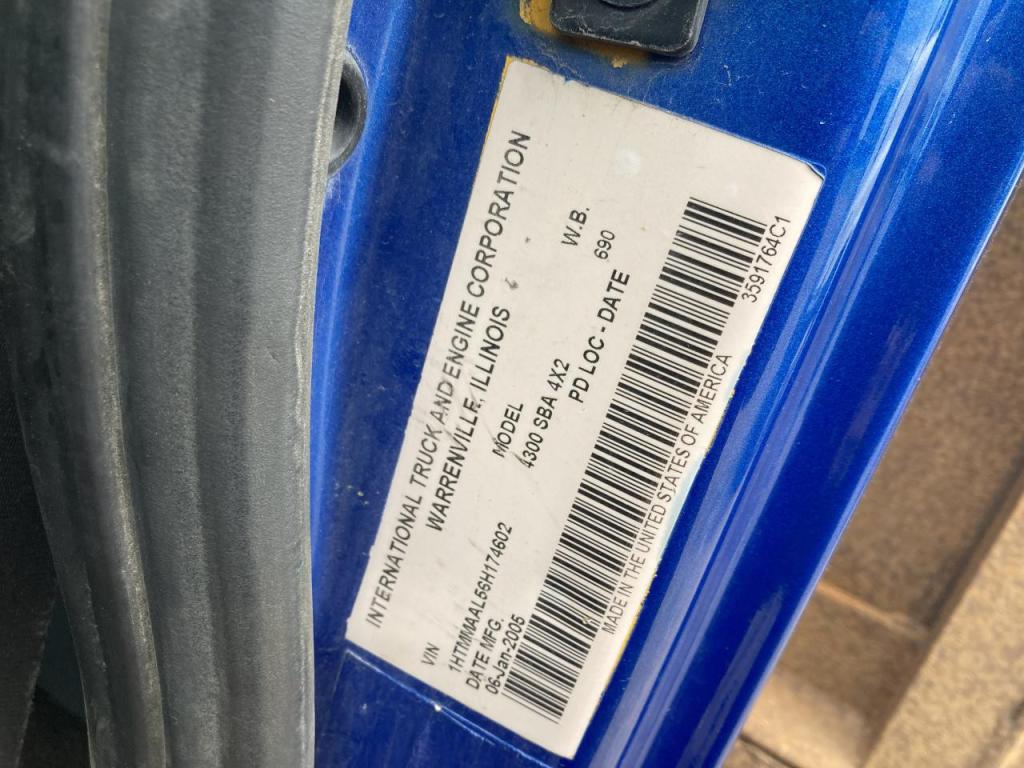 INTERNATIONAL TRUCK AND ENGINE CORPORATION
WARRENVILLE, ILLINOIS
VIN MODEL W.B.
1HTMMAAL56H174602 4300 SBA 4X2 690
DATE MFG. PD LOC - DATE
06-Jan-2005
3591764C1
MADE IN THE UNITED STATES OF AMERICA